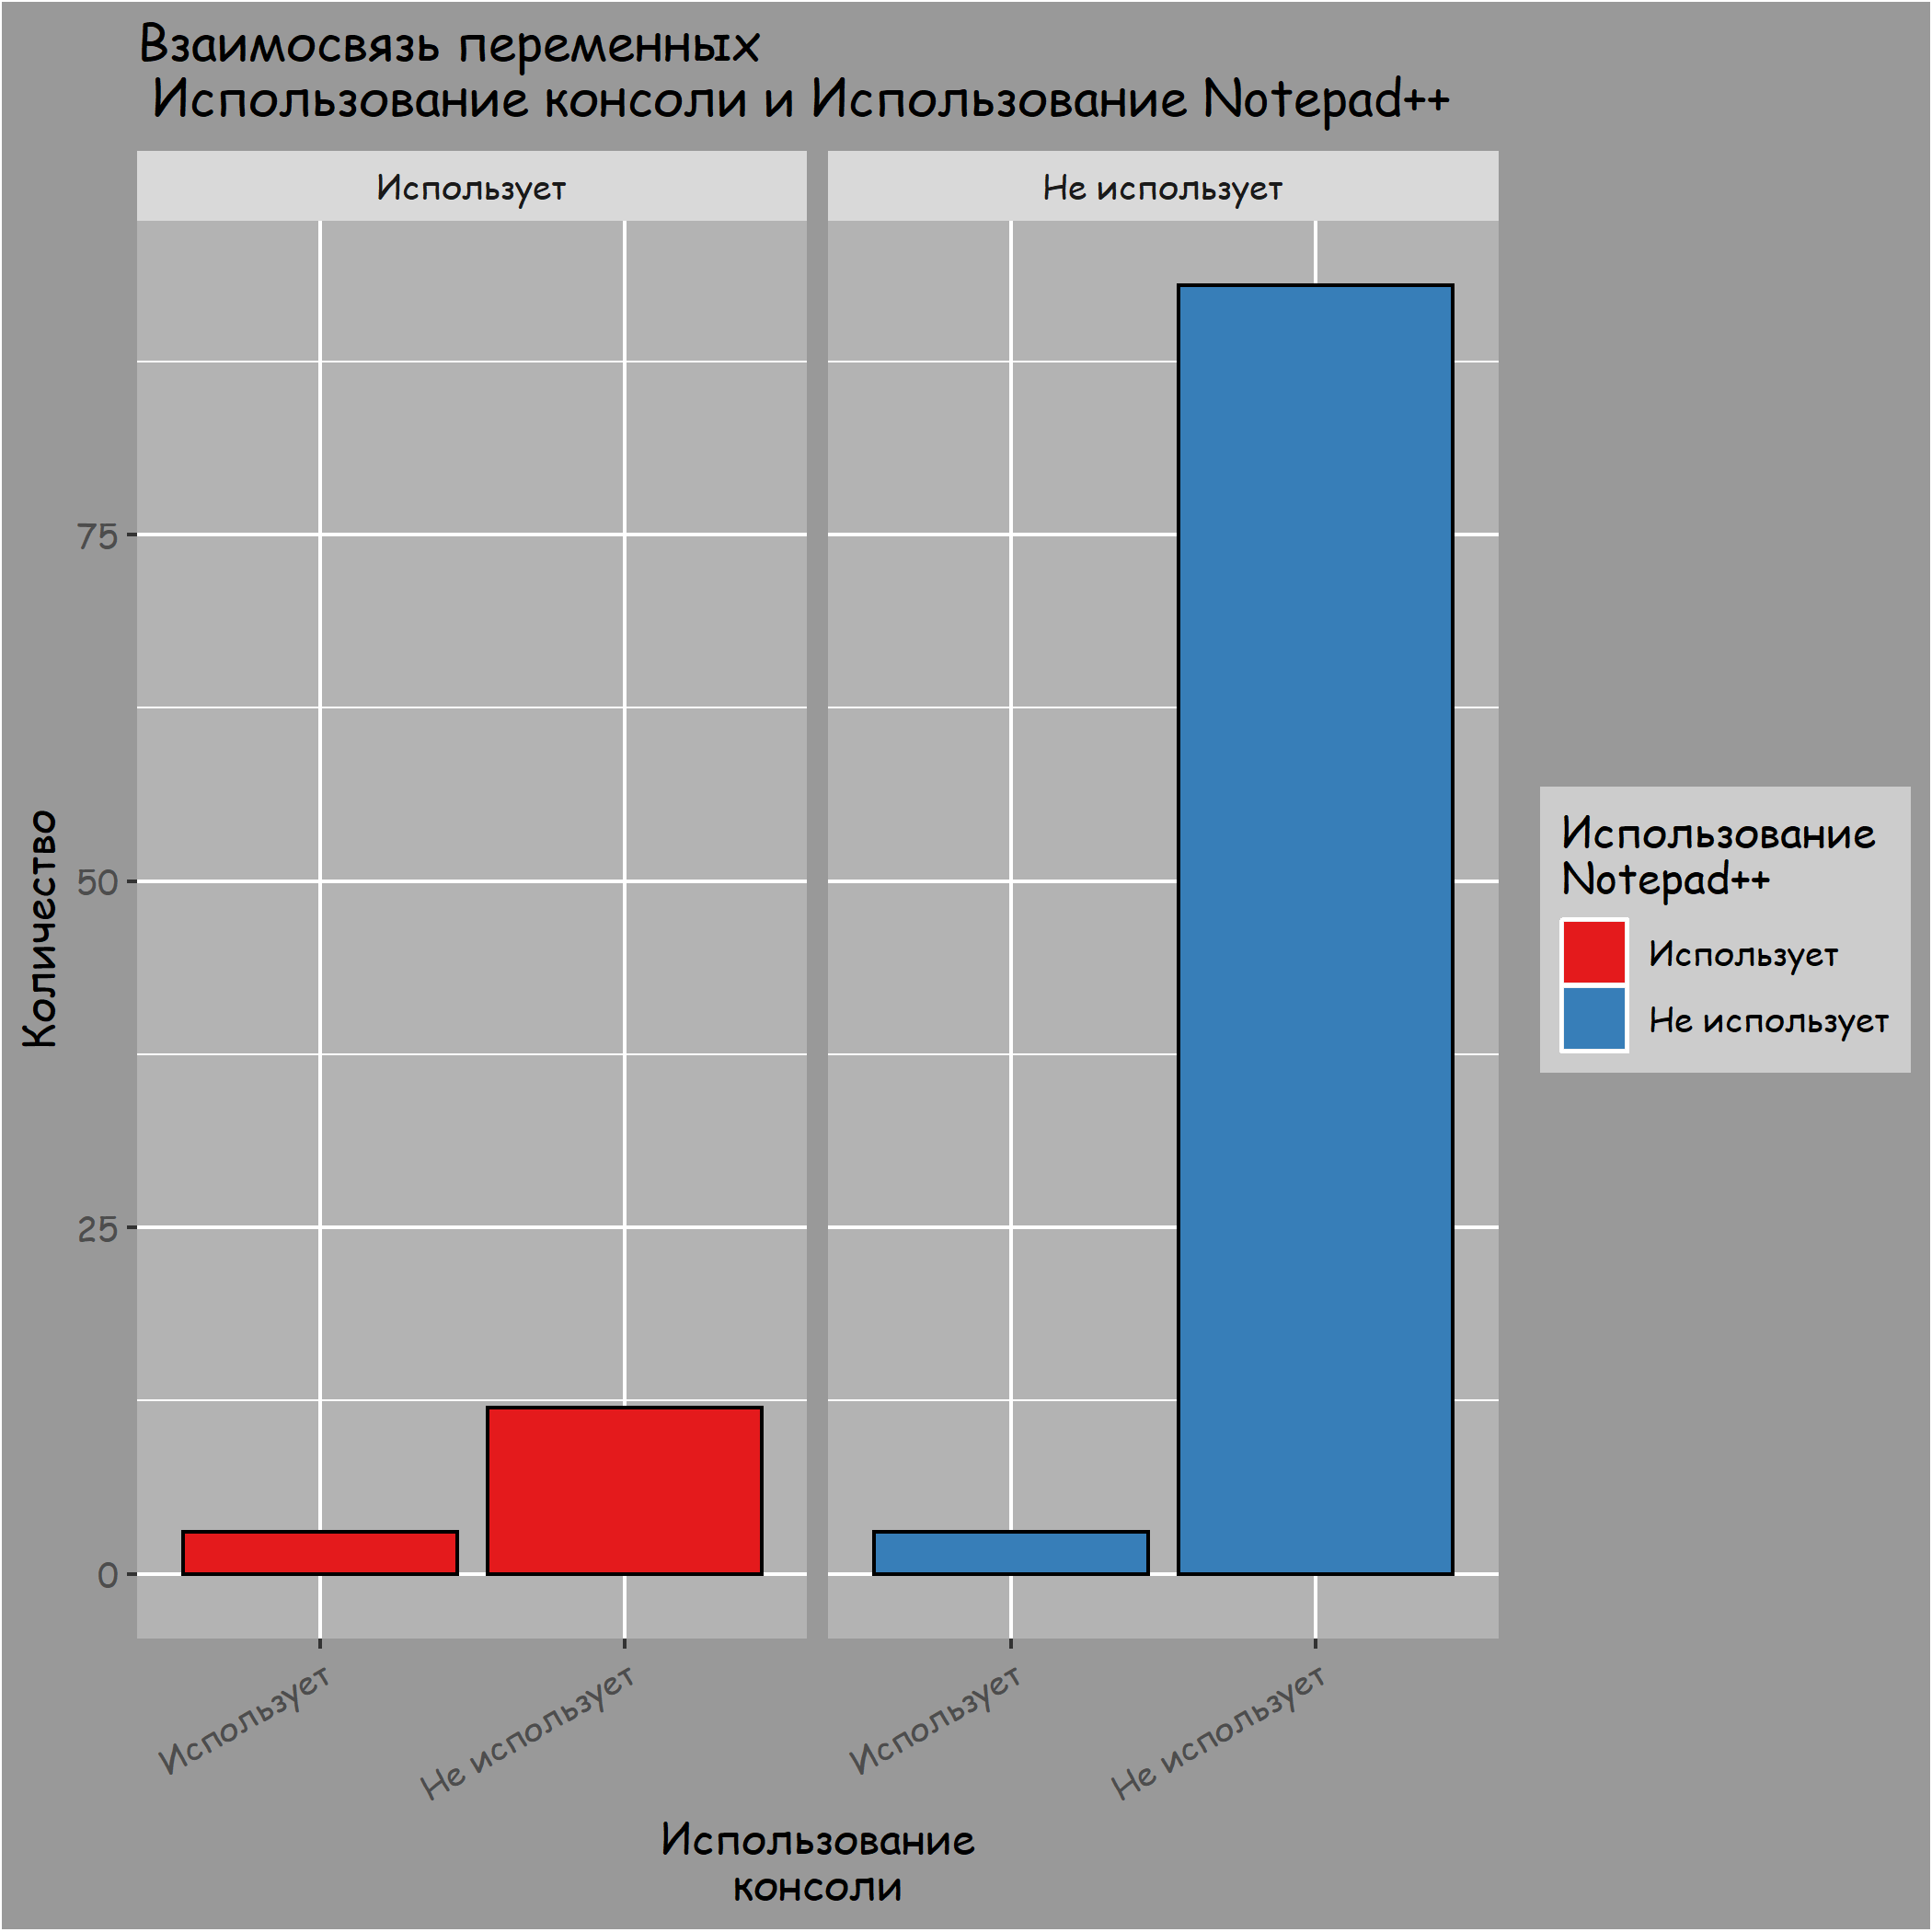 Взаимосвязь переменных
Использование консоли и Использование Notepad++
Использует
Не использует
75
50
25
0
Количество
Использует
Не использует
Использует
Не использует
Использование
консоли
Использование
Notepad++
Использует
Не использует